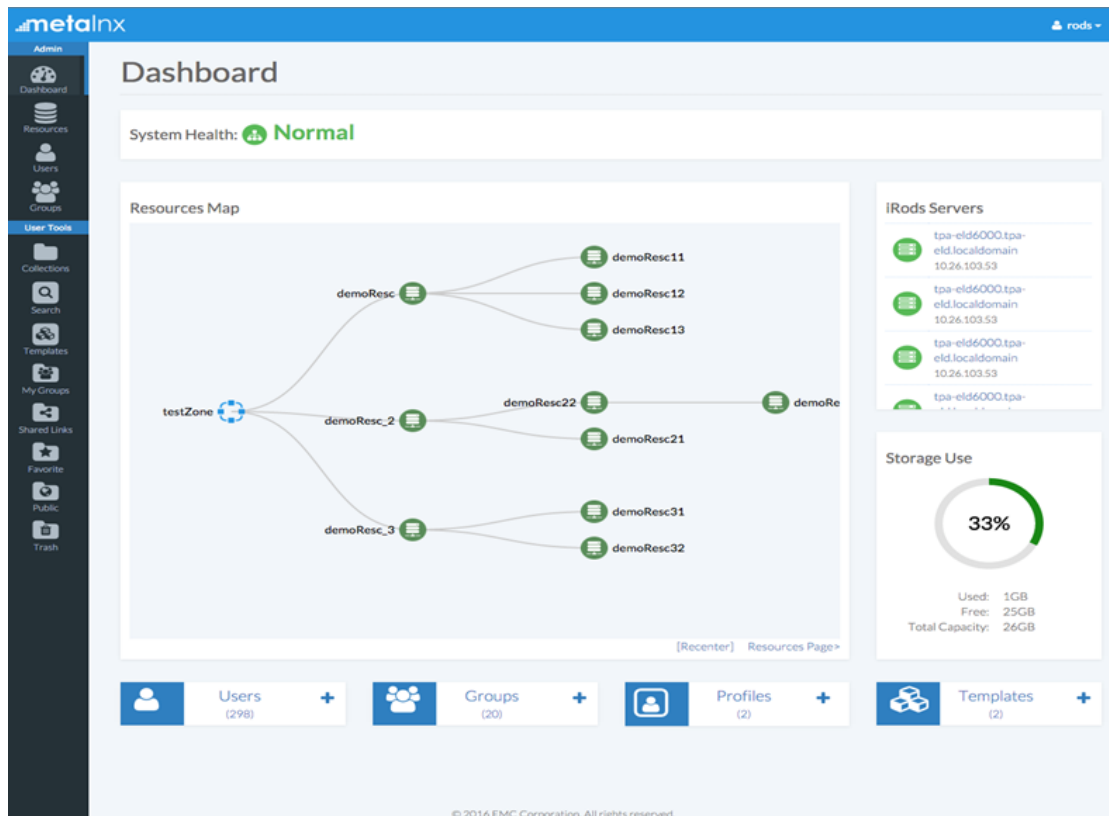 metalnx
rods
Admin
Dashboard
Resources
Users
Groups
User Tools
Collections
Search
Templates
My Groups
Shared Links
Favorite
Public
Trash
Dashboard
System Health: Normal
Resources Map
testZone
demoResc
demoResc11
demoResc12
demoResc13
demoResc_2
demoResc22
demoRe
demoResc21
demoResc_3
demoResc31
demoResc32
[Recenter] Resources Page>
iRods Servers
tpa-eld6000.tpa-
eld.localdomain
10.26.103.53
tpa-eld6000.tpa-
eld.localdomain
10.26.103.53
tpa-eld6000.tpa-
eld.localdomain
10.26.103.53
tpa-eld6000.tpa-
Storage Use
33%
Used: 1GB
Free: 25GB
Total Capacity: 26GB
Users
(298)
Groups
(20)
Profiles
(2)
Templates
(2)
© 2016 EMC Corporation. All rights reserved